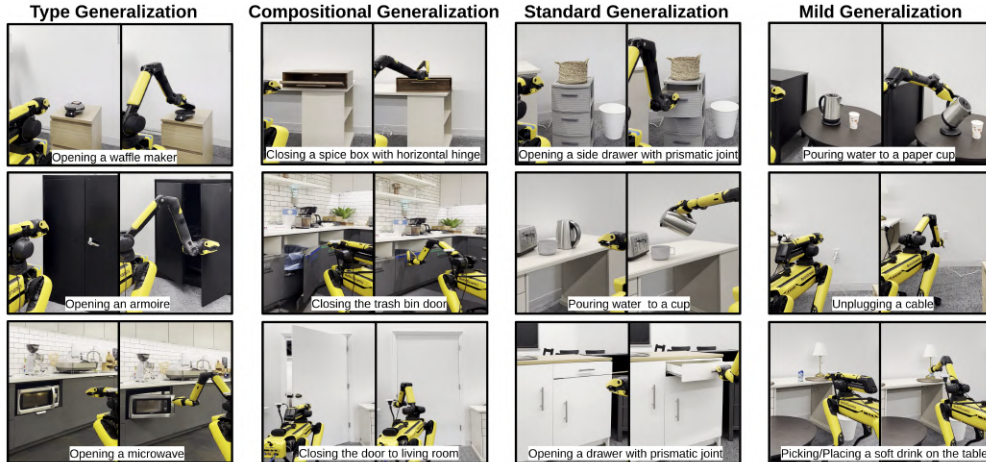 Type Generalization
Compositional Generalization
Standard Generalization
Mild Generalization
Opening a waffle maker
Closing a spice box with horizontal hinge
Opening a side drawer with prismatic joint
Pouring water to a paper cup
Opening an armoire
Closing the trash bin door
Pouring water to a cup
Unplugging a cable
Opening a microwave
Closing the door to living room
Opening a drawer with prismatic joint
Picking/Placing a soft drink on the table